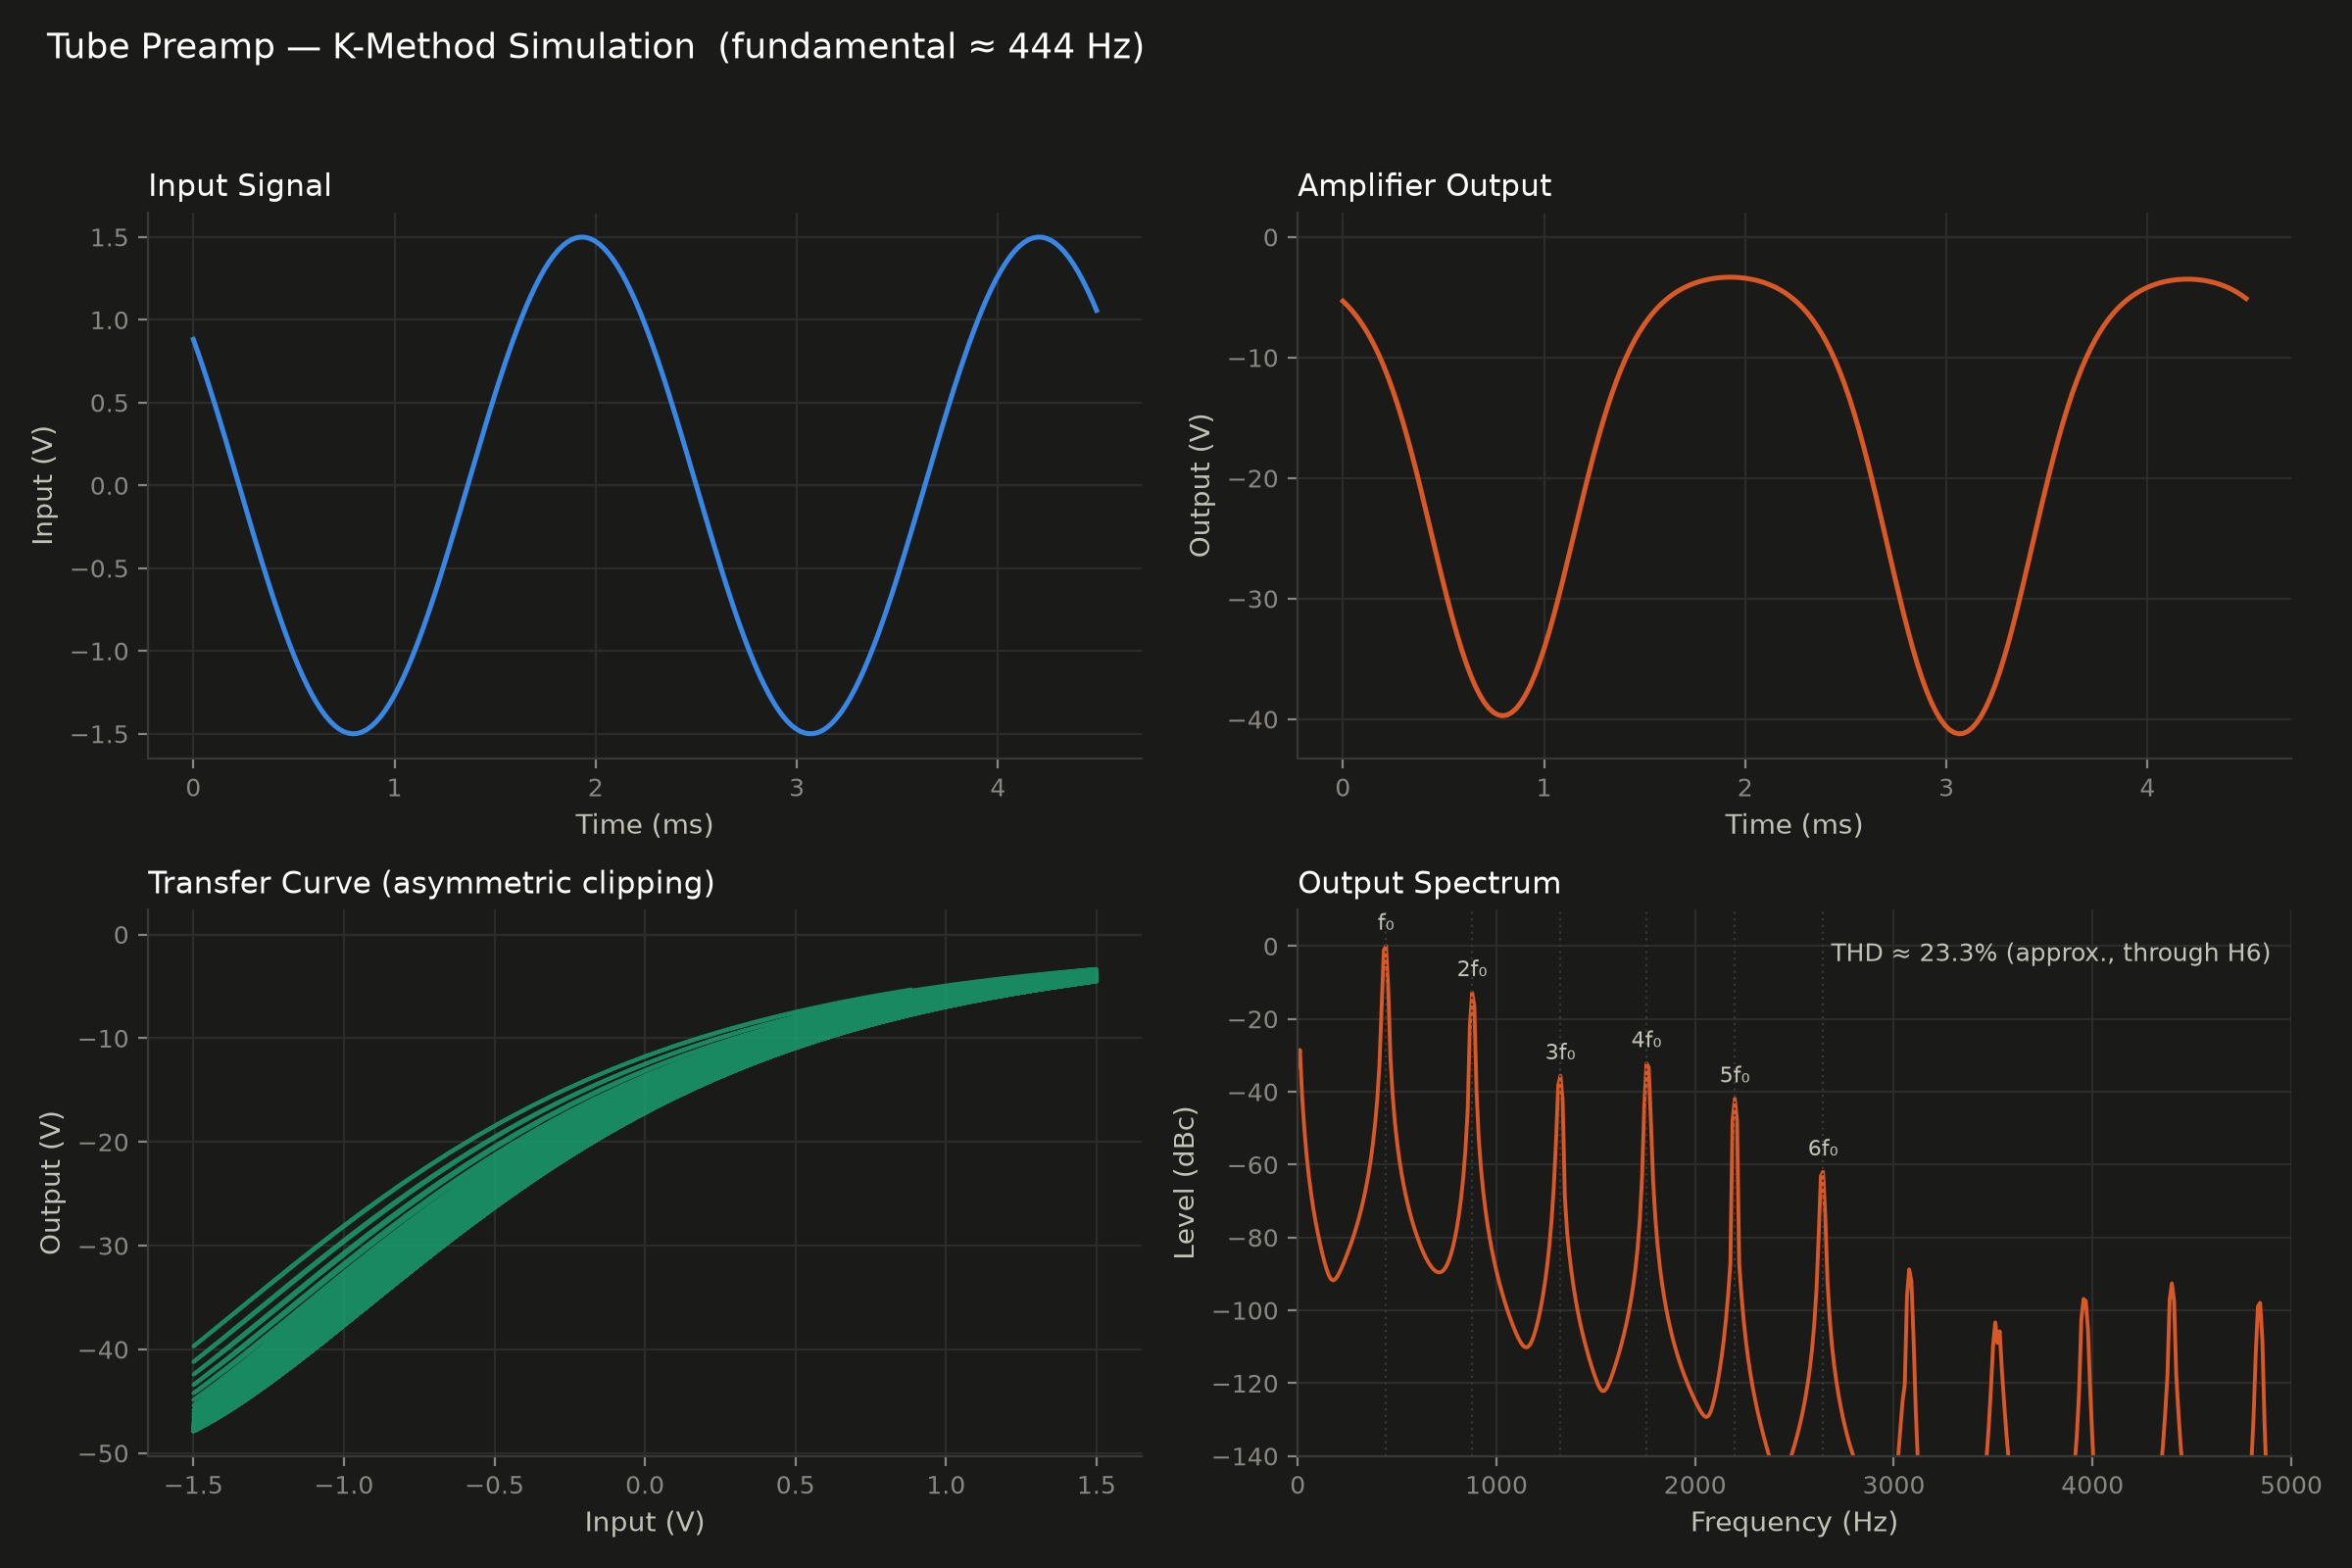 Tube Preamp — K-Method Simulation  (fundamental ≈ 444 Hz)
Input Signal
1.5
1.0
0.5
0.0
−0.5
−1.0
−1.5
Input (V)
0 1 2 3 4
Time (ms)
Amplifier Output
0
−10
−20
−30
−40
Output (V)
0 1 2 3 4
Time (ms)
Transfer Curve (asymmetric clipping)
0
−10
−20
−30
−40
−50
Output (V)
−1.5 −1.0 −0.5 0.0 0.5 1.0 1.5
Input (V)
Output Spectrum
f₀
2f₀
3f₀
4f₀
5f₀
6f₀
THD ≈ 23.3% (approx., through H6)
0
−20
−40
−60
−80
−100
−120
−140
Level (dBc)
0 1000 2000 3000 4000 5000
Frequency (Hz)